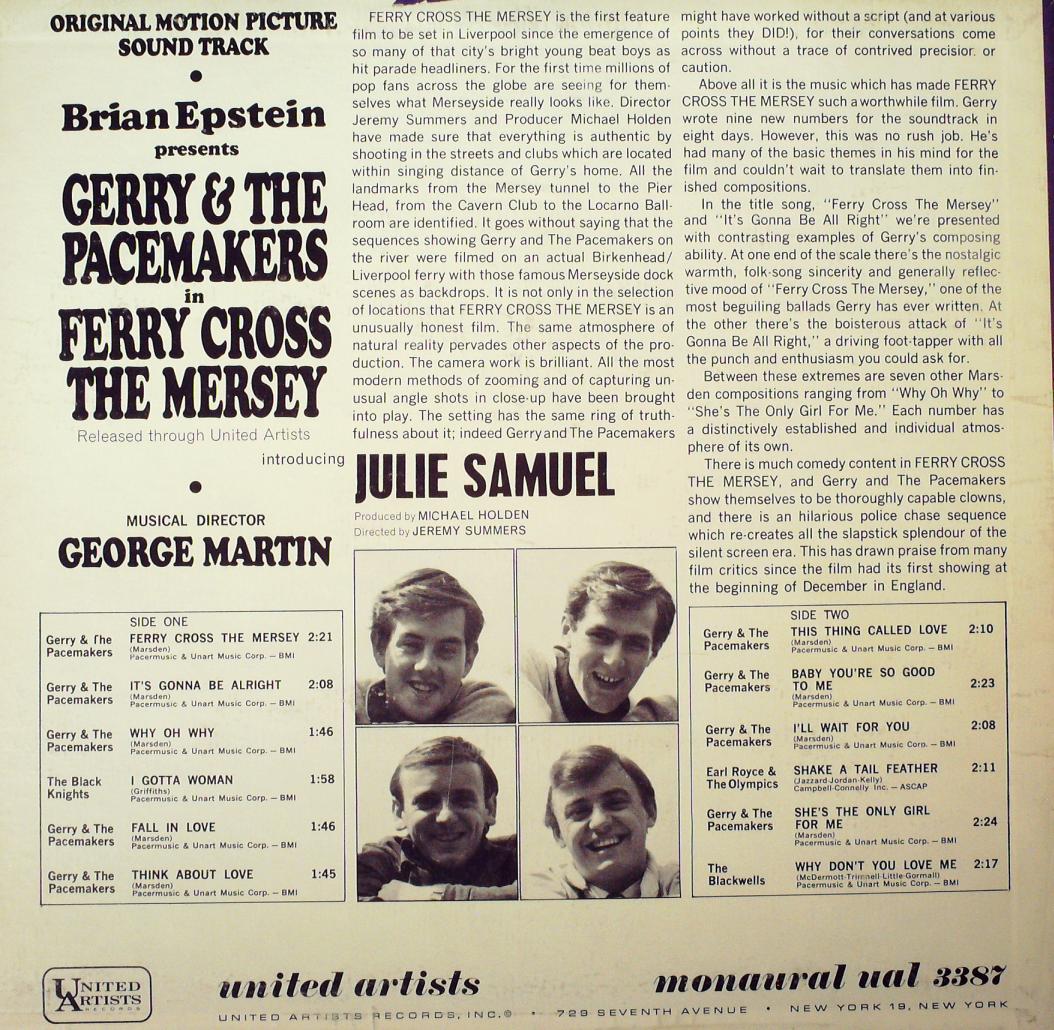 ORIGINAL MOTION PICTURE
SOUND TRACK
•
Brian Epstein
presents
GERRY & THE
PACEMAKERS
in
FERRY CROSS
THE MERSEY
Released through United Artists
introducing
JULIE SAMUEL
Produced by MICHAEL HOLDEN
Directed by JEREMY SUMMERS
•
MUSICAL DIRECTOR
GEORGE MARTIN
FERRY CROSS THE MERSEY is the first feature
film to be set in Liverpool since the emergence of
so many of that city's bright young beat boys as
hit parade headliners. For the first time millions of
pop fans across the globe are seeing for them-
selves what Merseyside really looks like. Director
Jeremy Summers and Producer Michael Holden
have made sure that everything is authentic by
shooting in the streets and clubs which are located
within singing distance of Gerry's home. All the
landmarks from the Mersey tunnel to the Pier
Head, from the Cavern Club to the Locarno Ball-
room are identified. It goes without saying that the
sequences showing Gerry and The Pacemakers on
the river were filmed on an actual Birkenhead/
Liverpool ferry with those famous Merseyside dock
scenes as backdrops. It is not only in the selection
of locations that FERRY CROSS THE MERSEY is an
unusually honest film. The same atmosphere of
natural reality pervades other aspects of the pro-
duction. The camera work is brilliant. All the most
modern methods of zooming and of capturing un-
usual angle shots in close-up have been brought
into play. The setting has the same ring of truth-
fulness about it; indeed Gerry and The Pacemakers
might have worked without a script (and at various
points they DID!), for their conversations come
across without a trace of contrived precision or
caution.
Above all it is the music which has made FERRY
CROSS THE MERSEY such a worthwhile film. Gerry
wrote nine new numbers for the soundtrack in
eight days. However, this was no rush job. He's
had many of the basic themes in his mind for the
film and couldn't wait to translate them into fin-
ished compositions.
In the title song, "Ferry Cross The Mersey"
and "It's Gonna Be All Right" we're presented
with contrasting examples of Gerry's composing
ability. At one end of the scale there's the nostalgic
warmth, folk-song sincerity and generally reflec-
tive mood of "Ferry Cross The Mersey," one of the
most beguiling ballads Gerry has ever written. At
the other there's the boisterous attack of "It's
Gonna Be All Right," a driving foot-tapper with all
the punch and enthusiasm you could ask for.
Between these extremes are seven other Mars-
den compositions ranging from "Why Oh Why" to
"She's The Only Girl For Me." Each number has
a distinctively established and individual atmos-
phere of its own.
There is much comedy content in FERRY CROSS
THE MERSEY, and Gerry and The Pacemakers
show themselves to be thoroughly capable clowns,
and there is an hilarious police chase sequence
which re-creates all the slapstick splendour of the
silent screen era. This has drawn praise from many
film critics since the film had its first showing at
the beginning of December in England.
SIDE ONE
Gerry & The FERRY CROSS THE MERSEY 2:21
Pacemakers (Marsden)
Pacermusic & Unart Music Corp. — BMI
Gerry & The IT'S GONNA BE ALRIGHT 2:08
Pacemakers (Marsden)
Pacermusic & Unart Music Corp. — BMI
Gerry & The WHY OH WHY 1:46
Pacemakers (Marsden)
Pacermusic & Unart Music Corp. — BMI
The Black I GOTTA WOMAN 1:58
Knights (Griffiths)
Pacermusic & Unart Music Corp. — BMI
Gerry & The FALL IN LOVE 1:46
Pacemakers (Marsden)
Pacermusic & Unart Music Corp. — BMI
Gerry & The THINK ABOUT LOVE 1:45
Pacemakers (Marsden)
Pacermusic & Unart Music Corp. — BMI
SIDE TWO
Gerry & The THIS THING CALLED LOVE 2:10
Pacemakers (Marsden)
Pacermusic & Unart Music Corp. — BMI
Gerry & The BABY YOU'RE SO GOOD
Pacemakers TO ME 2:23
(Marsden)
Pacermusic & Unart Music Corp. — BMI
Gerry & The I'LL WAIT FOR YOU 2:08
Pacemakers (Marsden)
Pacermusic & Unart Music Corp. — BMI
Earl Royce & SHAKE A TAIL FEATHER 2:11
The Olympics (Jazzard-Jordan-Kelly)
Campbell-Connelly Inc. — ASCAP
Gerry & The SHE'S THE ONLY GIRL
Pacemakers FOR ME 2:24
(Marsden)
Pacermusic & Unart Music Corp. — BMI
The WHY DON'T YOU LOVE ME 2:17
Blackwells (McDermott-Trimnell-Little-Gormall)
Pacermusic & Unart Music Corp. — BMI
UNITED
ARTISTS
RECORDS
united artists
monaural ual 3387
UNITED ARTISTS RECORDS, INC.© • 729 SEVENTH AVENUE • NEW YORK 19, NEW YORK